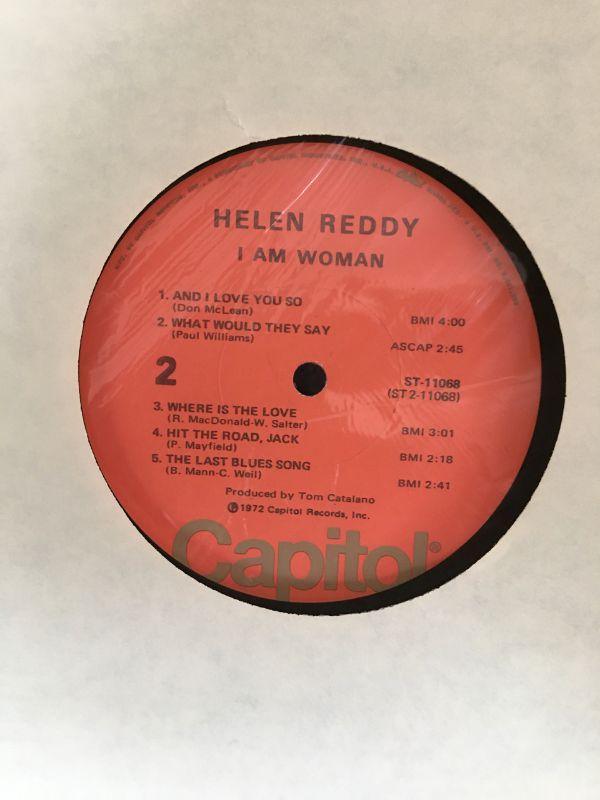 HELEN REDDY
I AM WOMAN
1. AND I LOVE YOU SO
(Don McLean)
BMI 4:00
2. WHAT WOULD THEY SAY
(Paul Williams)
ASCAP 2:45
2
ST-11068
(ST2-11068)
3. WHERE IS THE LOVE
(R. MacDonald-W. Salter)
BMI 3:01
4. HIT THE ROAD, JACK
(P. Mayfield)
BMI 2:18
5. THE LAST BLUES SONG
(B. Mann-C. Weil)
BMI 2:41
Produced by Tom Catalano
Ⓟ1972 Capitol Records, Inc.
Capitol®